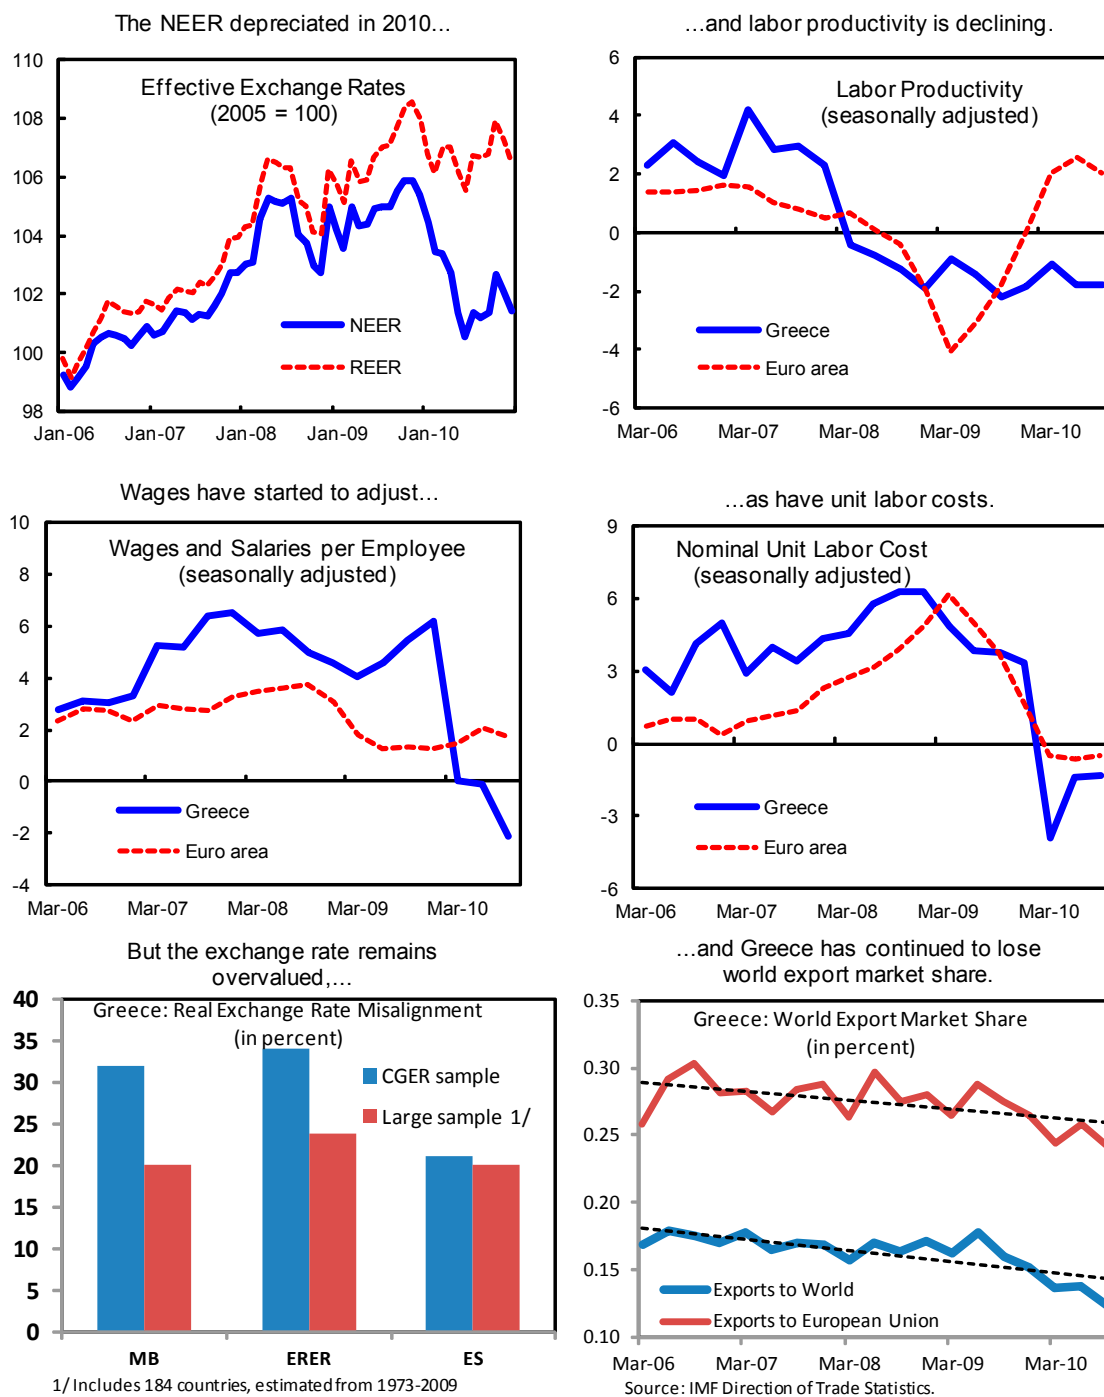 The NEER depreciated in 2010...
110
108
106
104
102
100
98
Effective Exchange Rates
(2005 = 100)
NEER
REER
Jan-06
Jan-07
Jan-08
Jan-09
Jan-10
...and labor productivity is declining.
6
4
2
0
-2
-4
-6
Labor Productivity
(seasonally adjusted)
Greece
Euro area
Mar-06
Mar-07
Mar-08
Mar-09
Mar-10
Wages have started to adjust...
10
8
6
4
2
0
-2
-4
Wages and Salaries per Employee
(seasonally adjusted)
Greece
Euro area
Mar-06
Mar-07
Mar-08
Mar-09
Mar-10
...as have unit labor costs.
9
6
3
0
-3
-6
Nominal Unit Labor Cost
(seasonally adjusted)
Greece
Euro area
Mar-06
Mar-07
Mar-08
Mar-09
Mar-10
But the exchange rate remains
overvalued,...
40
35
30
25
20
15
10
5
0
Greece: Real Exchange Rate Misalignment
(in percent)
CGER sample
Large sample 1/
MB
ERER
ES
1/ Includes 184 countries, estimated from 1973-2009
...and Greece has continued to lose
world export market share.
0.35
0.30
0.25
0.20
0.15
0.10
Greece: World Export Market Share
(in percent)
Exports to World
Exports to European Union
Mar-06
Mar-07
Mar-08
Mar-09
Mar-10
Source: IMF Direction of Trade Statistics.